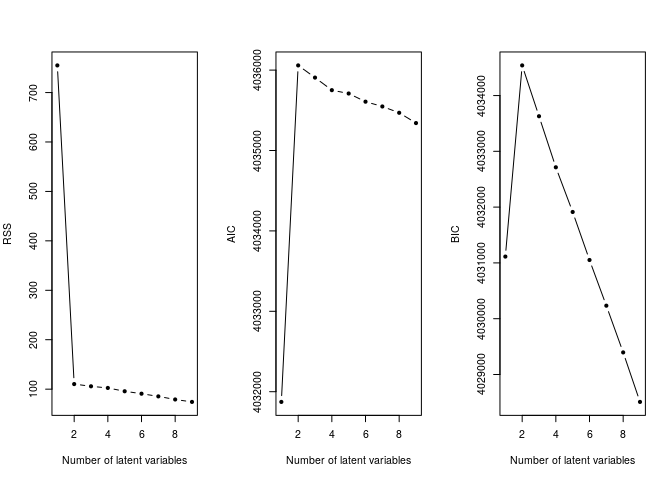 RSS
700
600
500
400
300
200
100
2 4 6 8
Number of latent variables
AIC
4036000
4035000
4034000
4033000
4032000
2 4 6 8
Number of latent variables
BIC
4034000
4033000
4032000
4031000
4030000
4029000
2 4 6 8
Number of latent variables